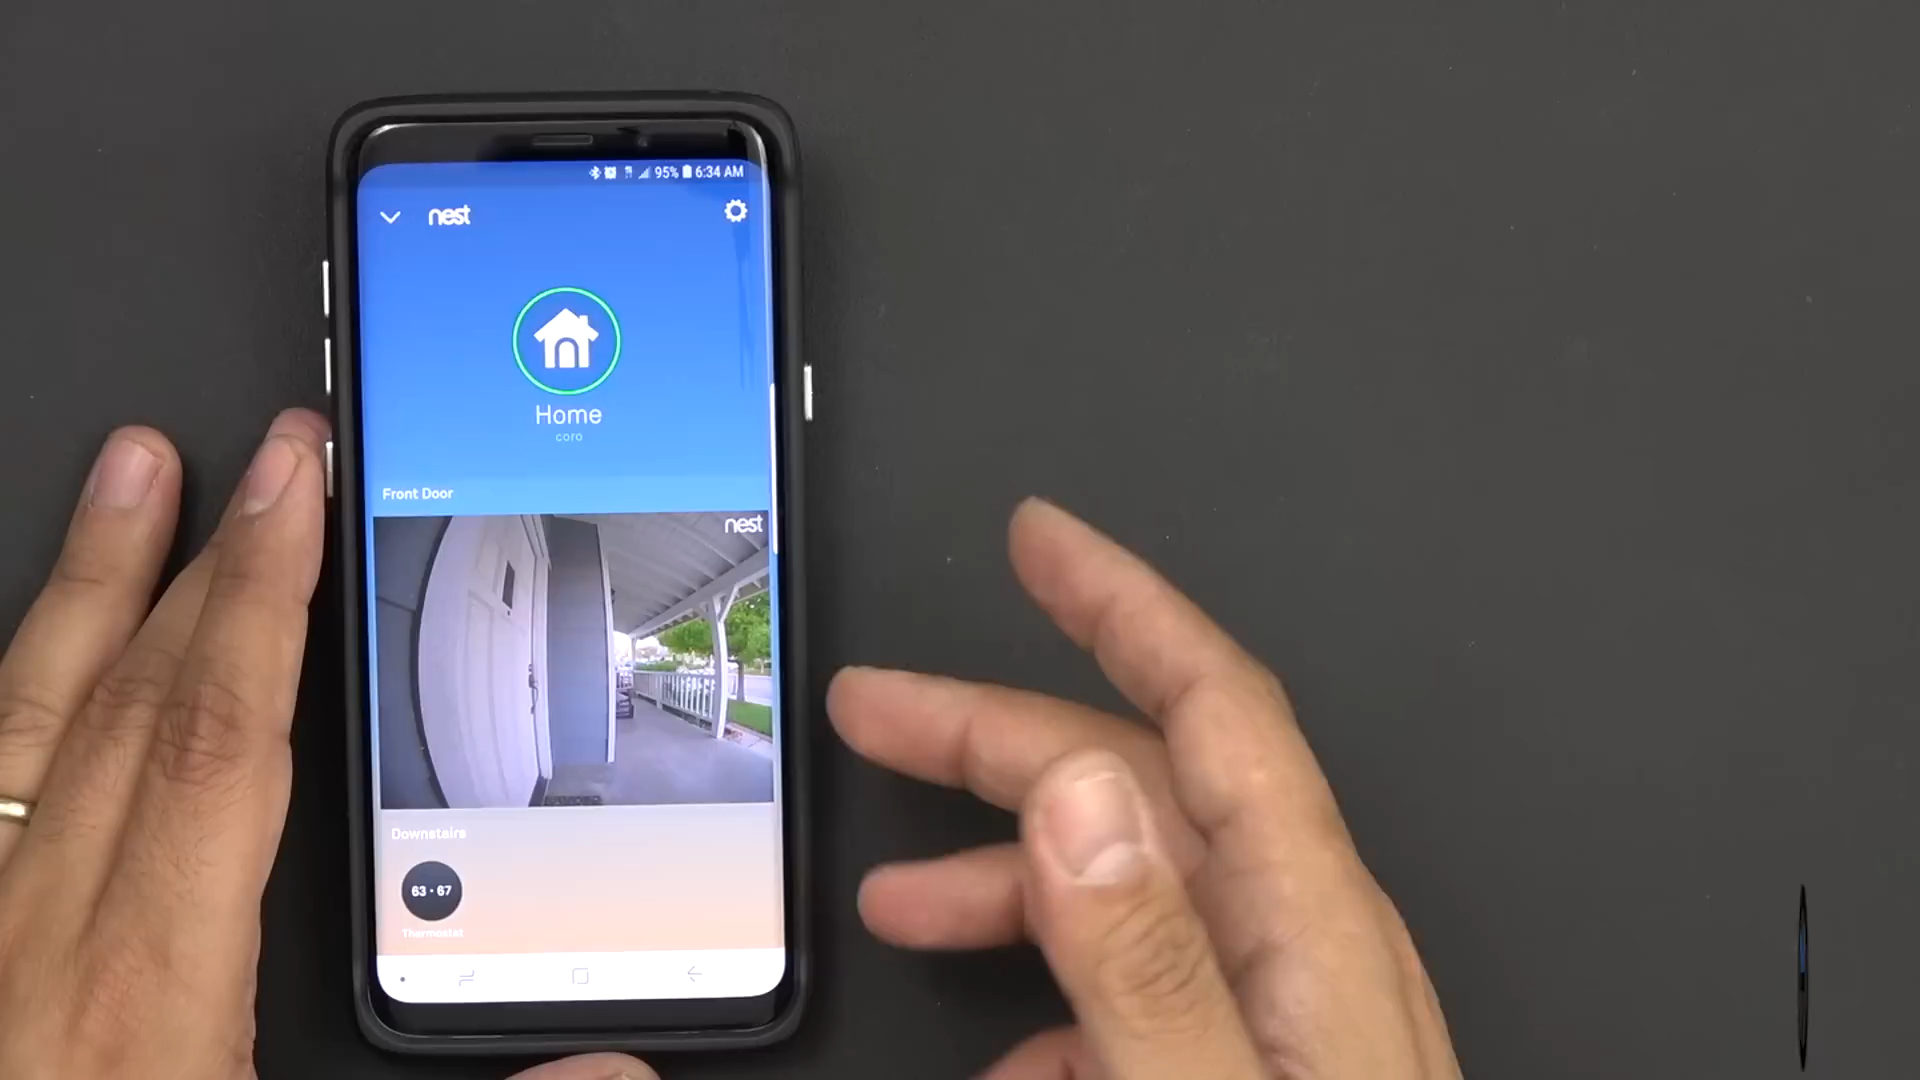 95% 6:34 AM
nest
Home
coro
Front Door
nest
Downstairs
63 • 67
Thermostat